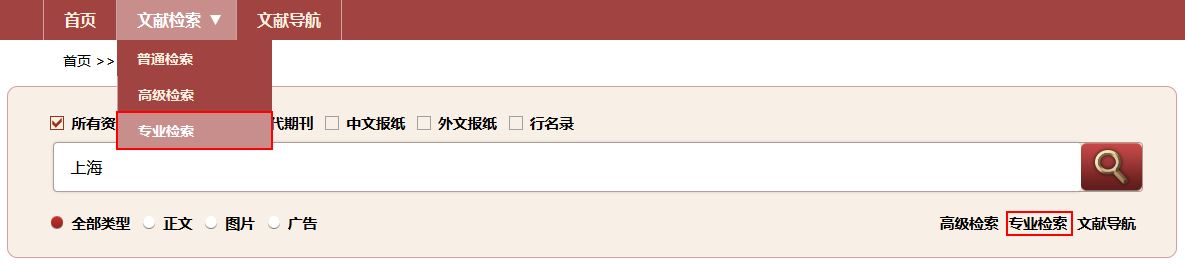 首页 文献检索 ▼ 文献导航
首页 >>
普通检索
高级检索
专业检索
所有资 代期刊 中文报纸 外文报纸 行名录
上海
全部类型 正文 图片 广告 高级检索 专业检索 文献导航